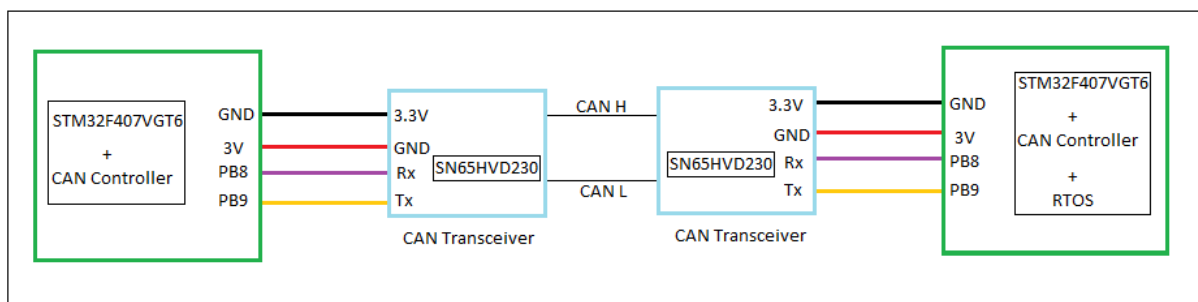 STM32F407VGT6
+
CAN Controller
GND
3V
PB8
PB9
3.3V
GND
Rx
Tx
SN65HVD230
CAN Transceiver
CAN H
CAN L
3.3V
GND
Rx
Tx
SN65HVD230
CAN Transceiver
GND
3V
PB8
PB9
STM32F407VGT6
+
CAN Controller
+
RTOS